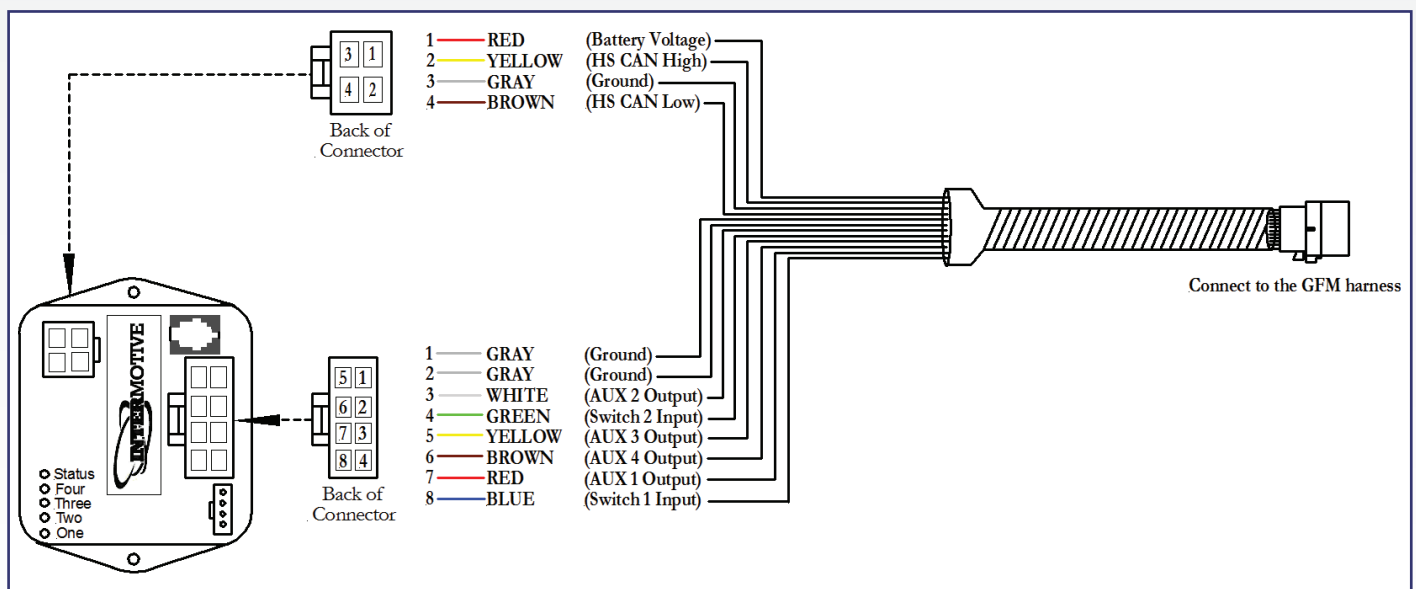 3 1
4 2
Back of
Connector
1 RED (Battery Voltage)
2 YELLOW (HS CAN High)
3 GRAY (Ground)
4 BROWN (HS CAN Low)
Connect to the GFM harness
INTERMOTIVE
Status
Four
Three
Two
One
5 1
6 2
7 3
8 4
Back of
Connector
1 GRAY (Ground)
2 GRAY (Ground)
3 WHITE (AUX 2 Output)
4 GREEN (Switch 2 Input)
5 YELLOW (AUX 3 Output)
6 BROWN (AUX 4 Output)
7 RED (AUX 1 Output)
8 BLUE (Switch 1 Input)